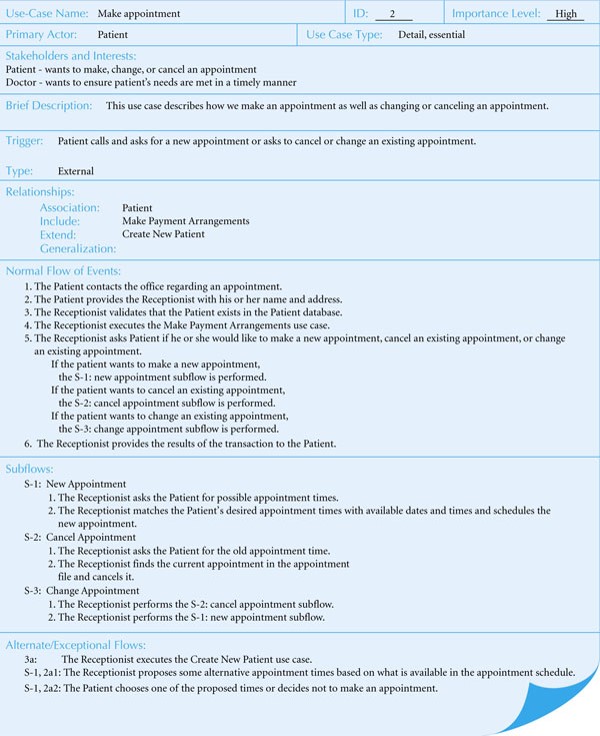 Use-Case Name: Make appointment ID: 2 Importance Level: High
Primary Actor: Patient Use Case Type: Detail, essential
Stakeholders and Interests:
Patient - wants to make, change, or cancel an appointment
Doctor - wants to ensure patient's needs are met in a timely manner
Brief Description: This use case describes how we make an appointment as well as changing or canceling an appointment.
Trigger: Patient calls and asks for a new appointment or asks to cancel or change an existing appointment.
Type: External
Relationships:
Association: Patient
Include: Make Payment Arrangements
Extend: Create New Patient
Generalization:
Normal Flow of Events:
1. The Patient contacts the office regarding an appointment.
2. The Patient provides the Receptionist with his or her name and address.
3. The Receptionist validates that the Patient exists in the Patient database.
4. The Receptionist executes the Make Payment Arrangements use case.
5. The Receptionist asks Patient if he or she would like to make a new appointment, cancel an existing appointment, or change
an existing appointment.
If the patient wants to make a new appointment,
the S-1: new appointment subflow is performed.
If the patient wants to cancel an existing appointment,
the S-2: cancel appointment subflow is performed.
If the patient wants to change an existing appointment,
the S-3: change appointment subflow is performed.
6. The Receptionist provides the results of the transaction to the Patient.
Subflows:
S-1: New Appointment
1. The Receptionist asks the Patient for possible appointment times.
2. The Receptionist matches the Patient's desired appointment times with available dates and times and schedules the
new appointment.
S-2: Cancel Appointment
1. The Receptionist asks the Patient for the old appointment time.
2. The Receptionist finds the current appointment in the appointment
file and cancels it.
S-3: Change Appointment
1. The Receptionist performs the S-2: cancel appointment subflow.
2. The Receptionist performs the S-1: new appointment subflow.
Alternate/Exceptional Flows:
3a: The Receptionist executes the Create New Patient use case.
S-1, 2a1: The Receptionist proposes some alternative appointment times based on what is available in the appointment schedule.
S-1, 2a2: The Patient chooses one of the proposed times or decides not to make an appointment.